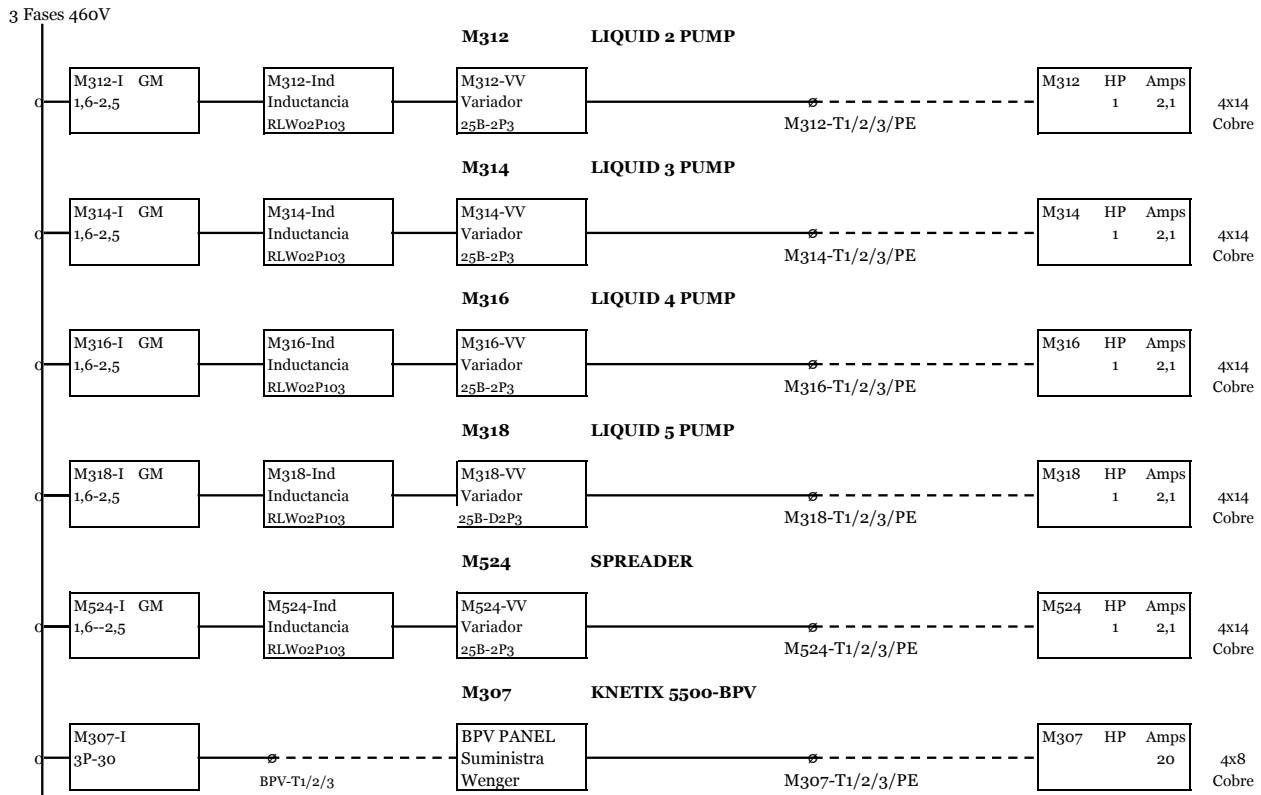 3 Fases 460V
M312 LIQUID 2 PUMP
M312-I GM M312-Ind M312-VV M312 HP Amps
1,6-2,5 Inductancia Variador 1 2,1 4x14
RLW02P103 25B-2P3 M312-T1/2/3/PE Cobre
M314 LIQUID 3 PUMP
M314-I GM M314-Ind M314-VV M314 HP Amps
1,6-2,5 Inductancia Variador 1 2,1 4x14
RLW02P103 25B-2P3 M314-T1/2/3/PE Cobre
M316 LIQUID 4 PUMP
M316-I GM M316-Ind M316-VV M316 HP Amps
1,6-2,5 Inductancia Variador 1 2,1 4x14
RLW02P103 25B-2P3 M316-T1/2/3/PE Cobre
M318 LIQUID 5 PUMP
M318-I GM M318-Ind M318-VV M318 HP Amps
1,6-2,5 Inductancia Variador 1 2,1 4x14
RLW02P103 25B-D2P3 M318-T1/2/3/PE Cobre
M524 SPREADER
M524-I GM M524-Ind M524-VV M524 HP Amps
1,6--2,5 Inductancia Variador 1 2,1 4x14
RLW02P103 25B-2P3 M524-T1/2/3/PE Cobre
M307 KNETIX 5500-BPV
M307-I BPV PANEL M307 HP Amps
3P-30 Suministra 20 4x8
BPV-T1/2/3 Wenger M307-T1/2/3/PE Cobre